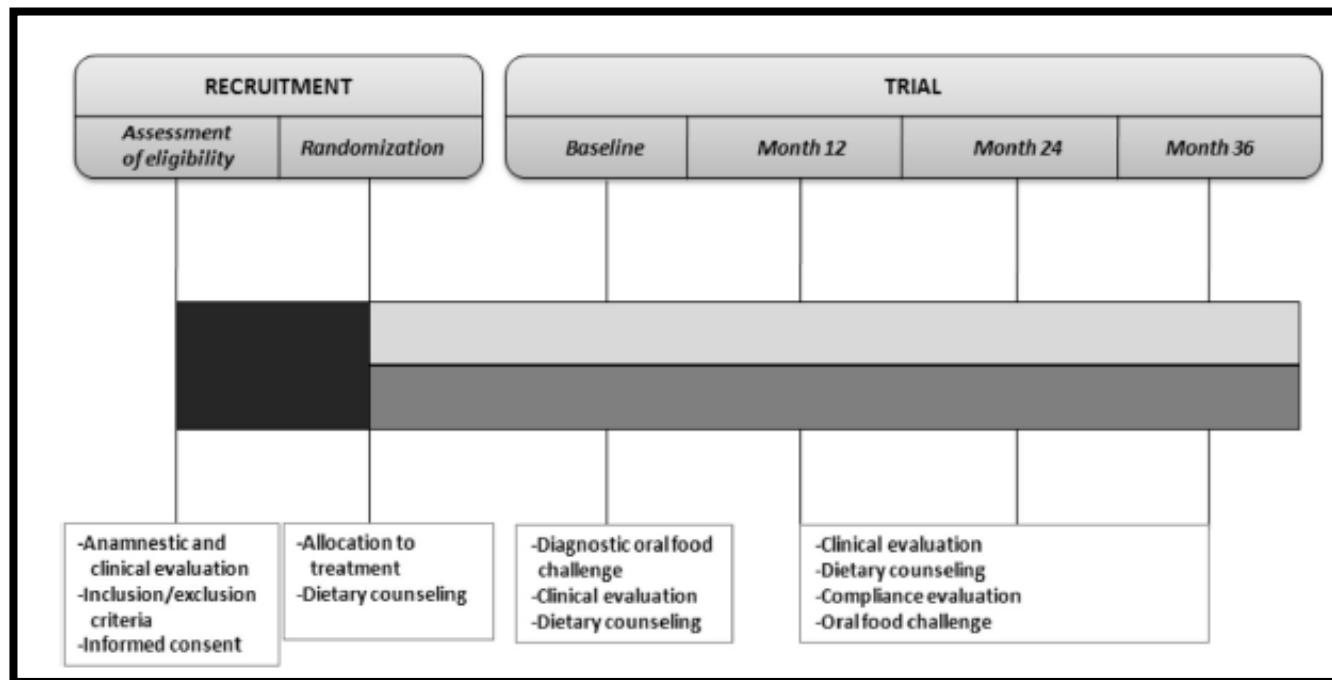 RECRUITMENT
TRIAL
Assessment
of eligibility
Randomization
Baseline
Month 12
Month 24
Month 36
-Anamnestic and
clinical evaluation
-Inclusion/exclusion
criteria
-Informed consent
-Allocation to
treatment
-Dietary counseling
-Diagnostic oral food
challenge
-Clinical evaluation
-Dietary counseling
-Clinical evaluation
-Dietary counseling
-Compliance evaluation
-Oral food challenge